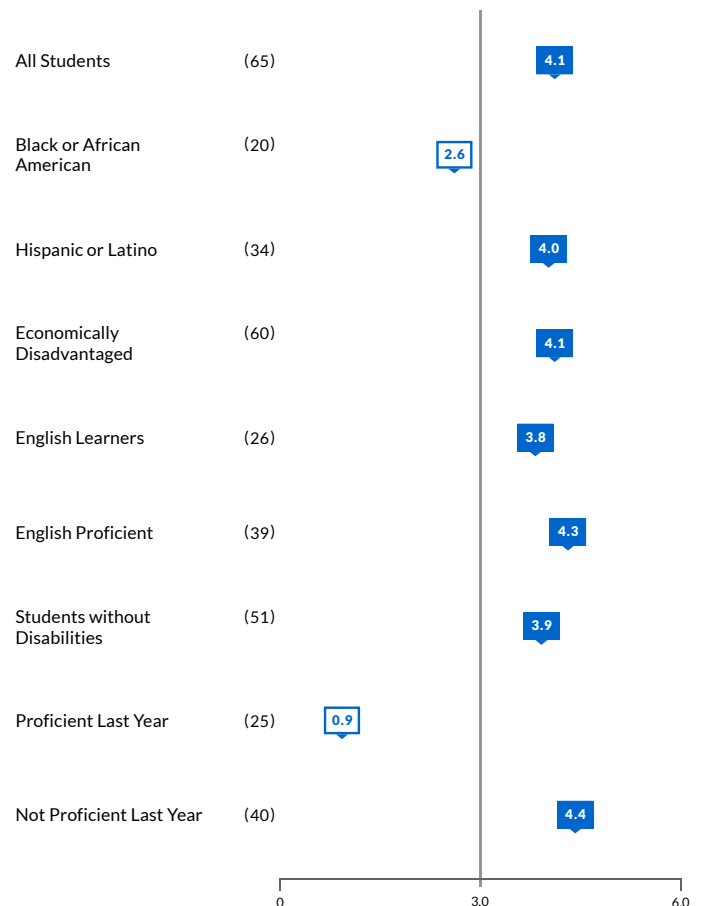 All Students (65) 4.1
Black or African (20) 2.6
American
Hispanic or Latino (34) 4.0
Economically (60) 4.1
Disadvantaged
English Learners (26) 3.8
English Proficient (39) 4.3
Students without (51) 3.9
Disabilities
Proficient Last Year (25) 0.9
Not Proficient Last Year (40) 4.4
0 3.0 6.0